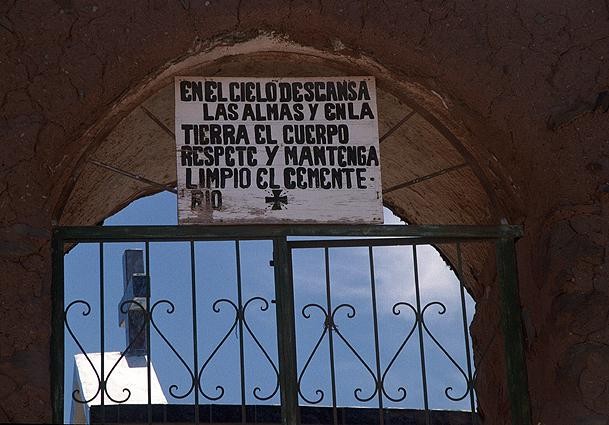 EN EL CIELO DESCANSA
LAS ALMAS Y EN LA
TIERRA EL CUERPO
RESPETE Y MANTENGA
LIMPIO EL CEMENTE-
RIO